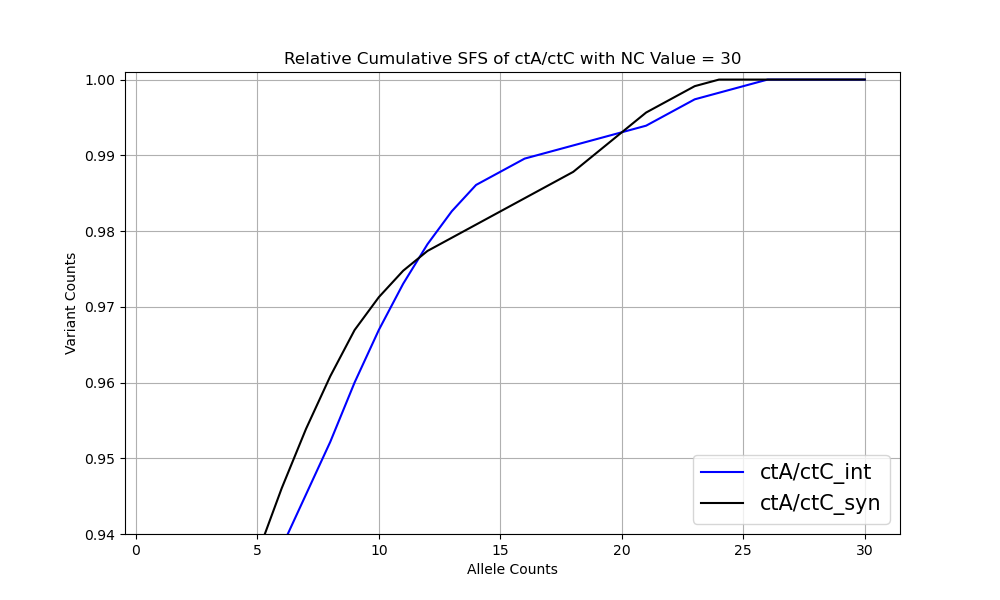 Relative Cumulative SFS of ctA/ctC with NC Value = 30
Variant Counts
1.00
0.99
0.98
0.97
0.96
0.95
0.94
0
5
10
15
20
25
30
Allele Counts
ctA/ctC_int
ctA/ctC_syn